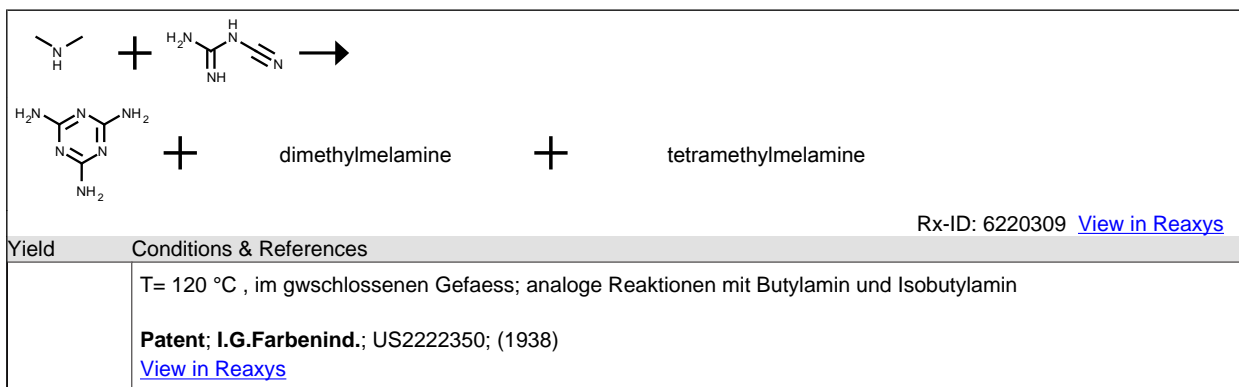 N
H
+
H2N
H
N
NH
N
H2N
N
NH2
N
N
NH2
+
dimethylmelamine
+
tetramethylmelamine
Rx-ID: 6220309 View in Reaxys
Yield Conditions & References
T= 120 °C , im gwschlossenen Gefaess; analoge Reaktionen mit Butylamin und Isobutylamin
Patent; I.G.Farbenind.; US2222350; (1938)
View in Reaxys